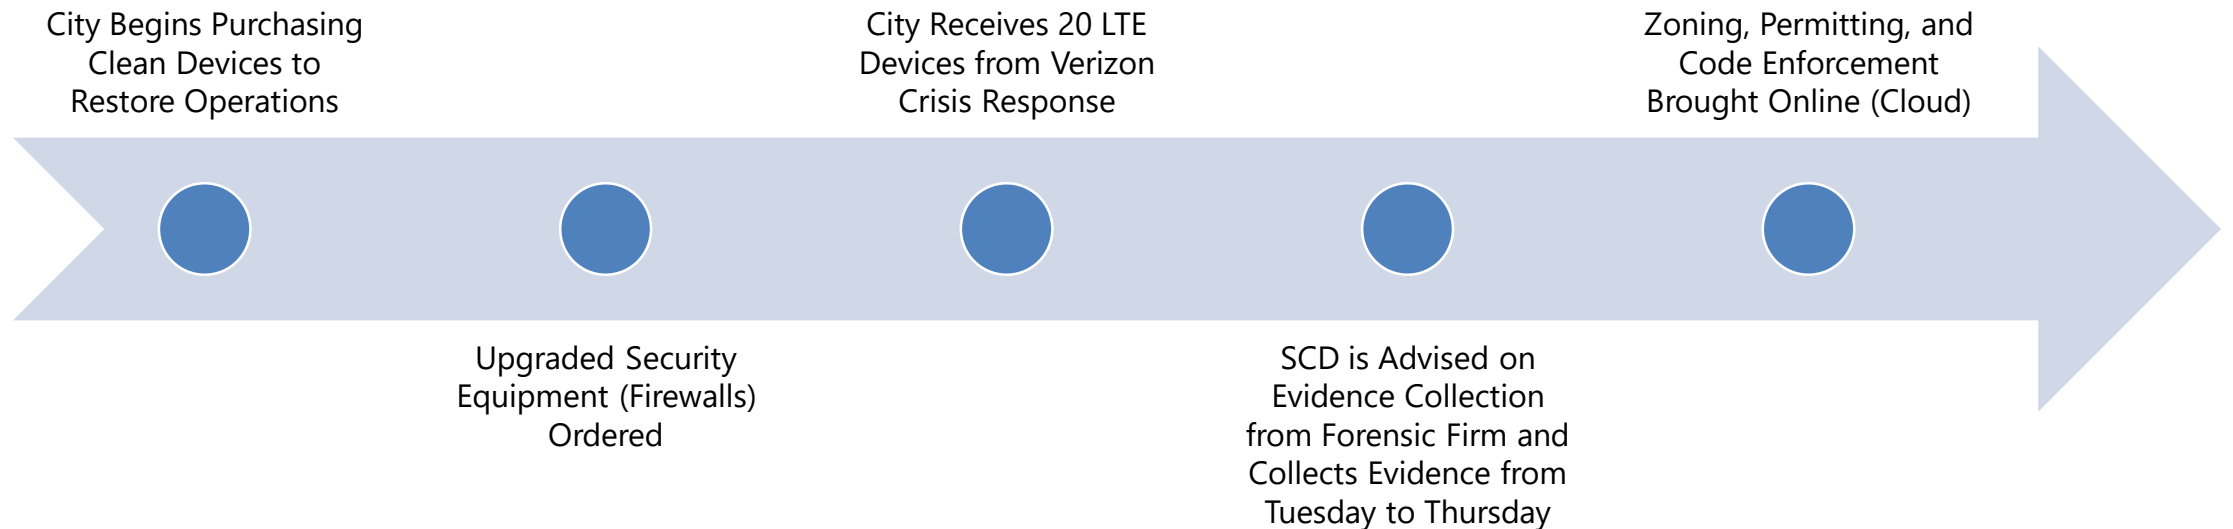 City Begins Purchasing
Clean Devices to
Restore Operations
Upgraded Security
Equipment (Firewalls)
Ordered
City Receives 20 LTE
Devices from Verizon
Crisis Response
SCD is Advised on
Evidence Collection
from Forensic Firm and
Collects Evidence from
Tuesday to Thursday
Zoning, Permitting, and
Code Enforcement
Brought Online (Cloud)